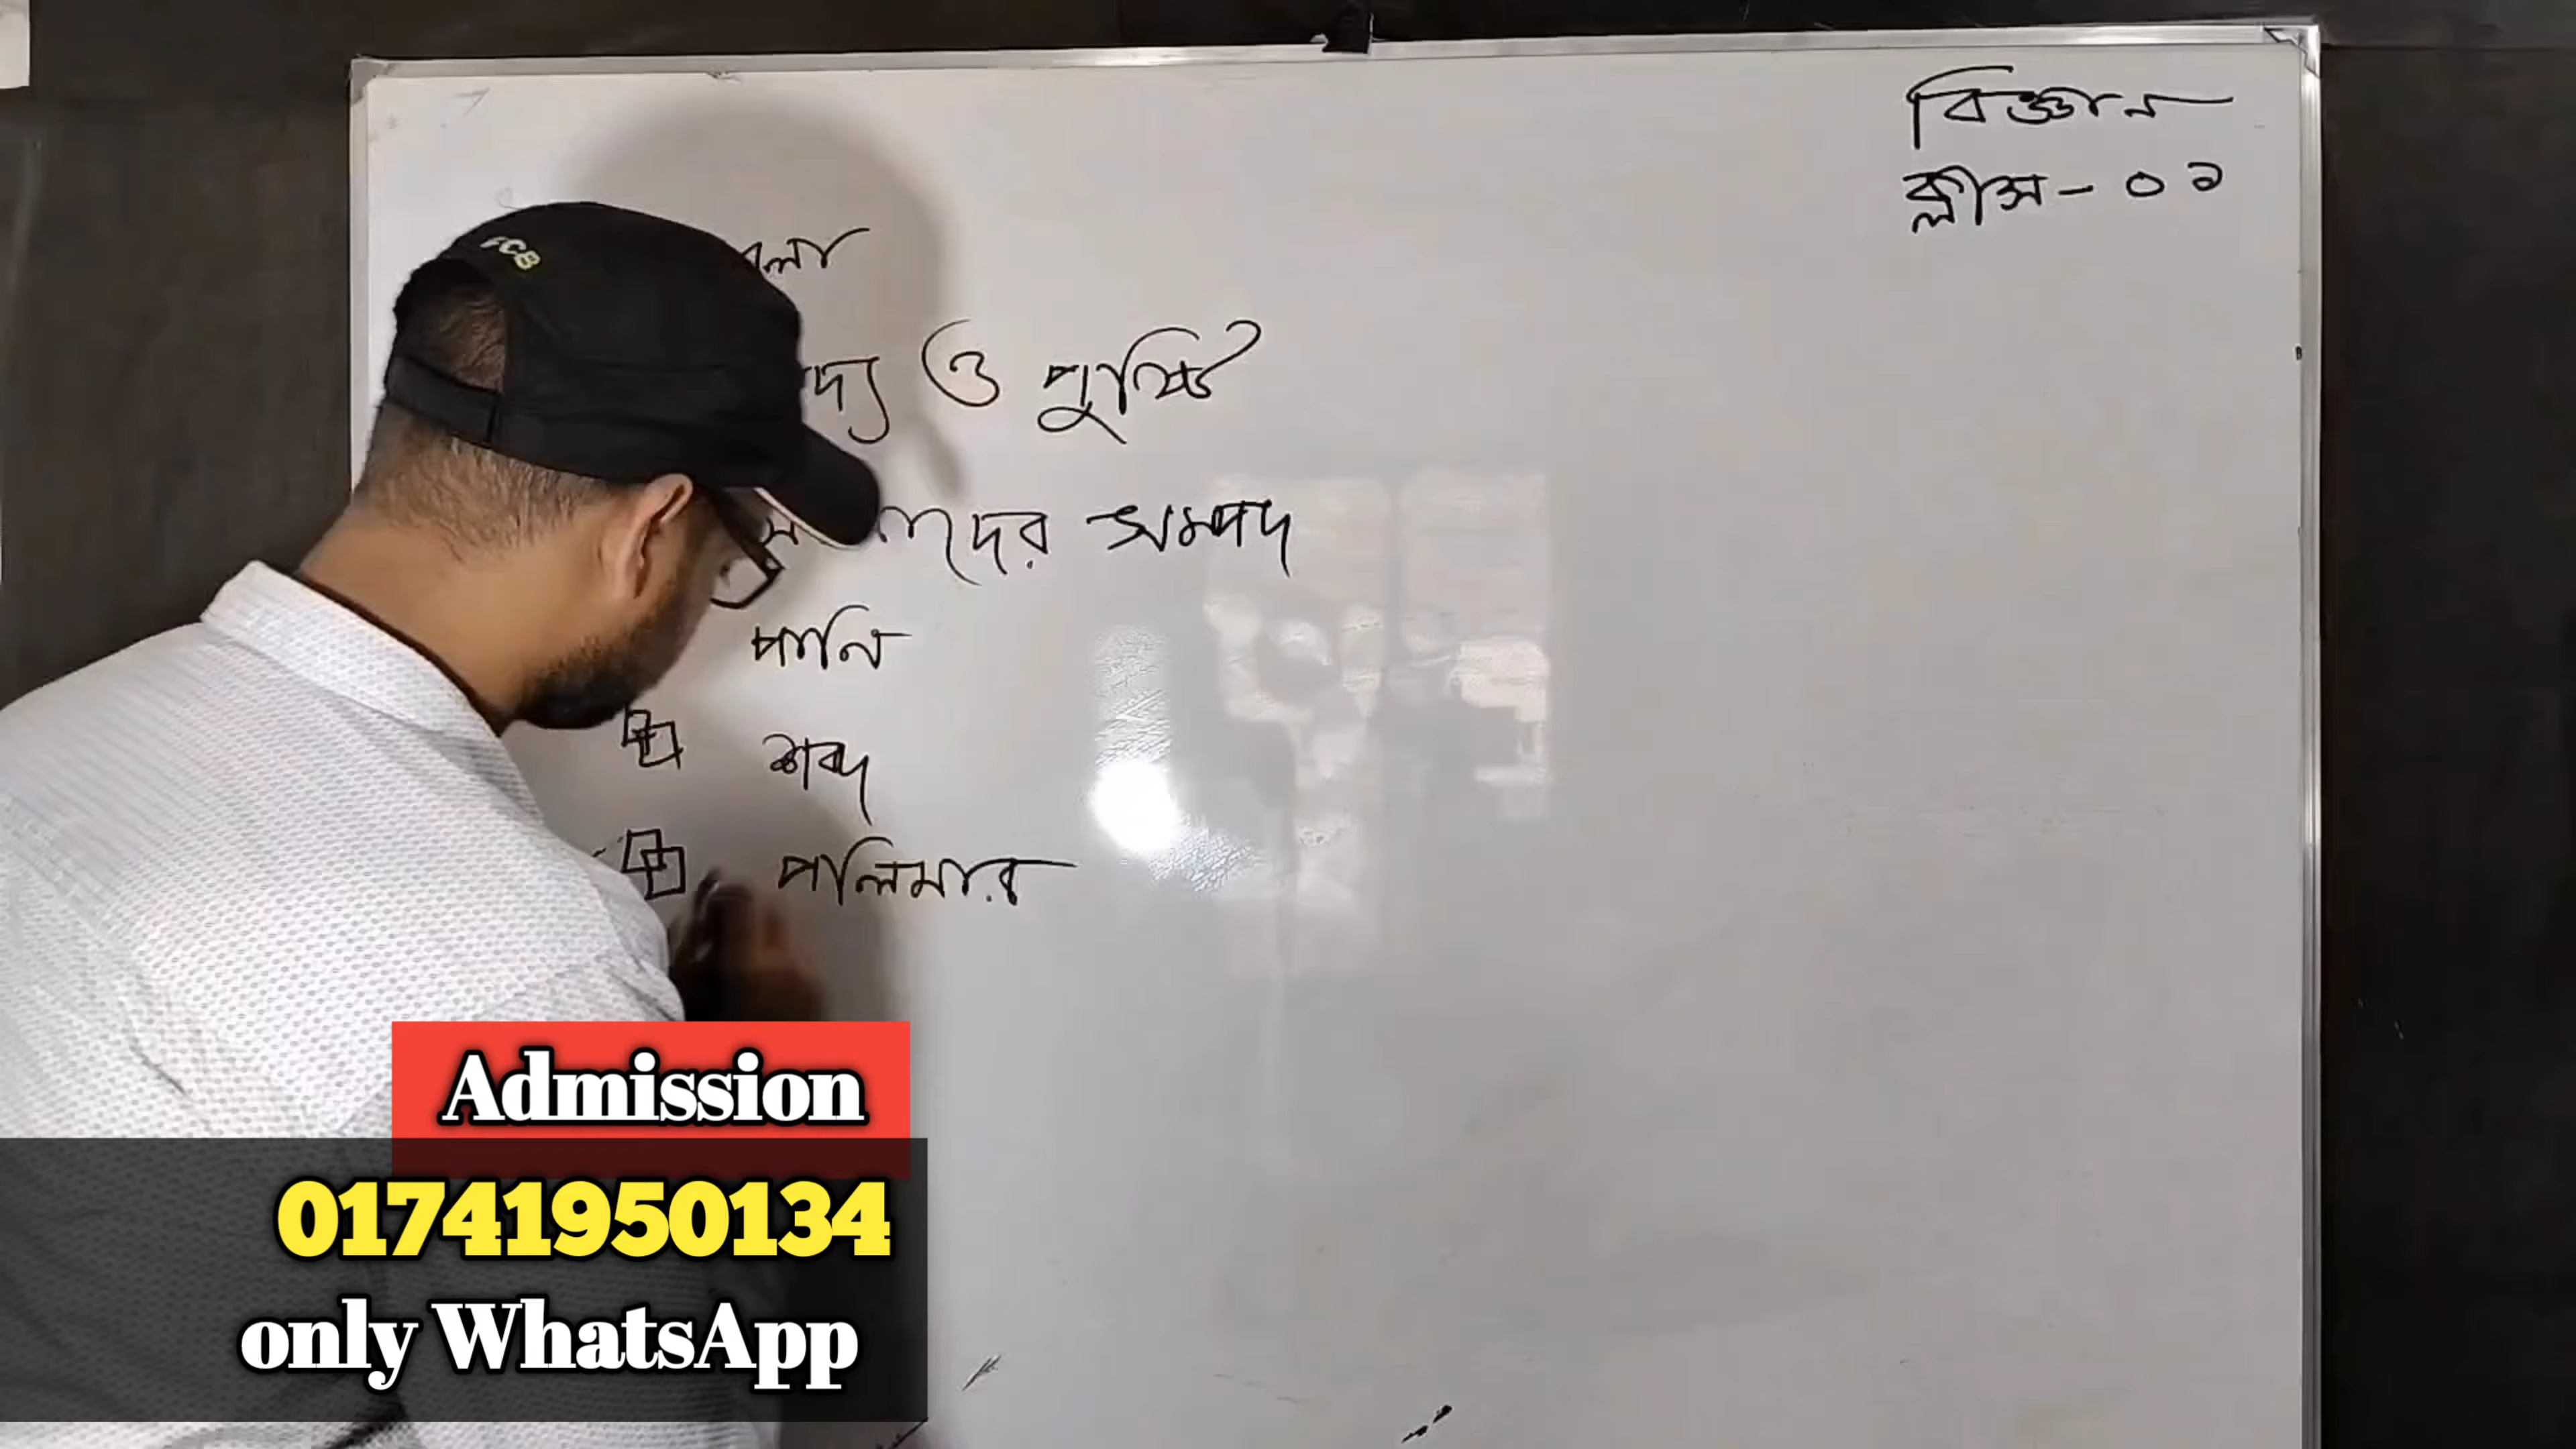 বিজ্ঞান
ক্লাস - ০১
ও পুষ্টি
সম্পদ
পানি
শব্দ
পলিমার
Admission
01741950134
only WhatsApp